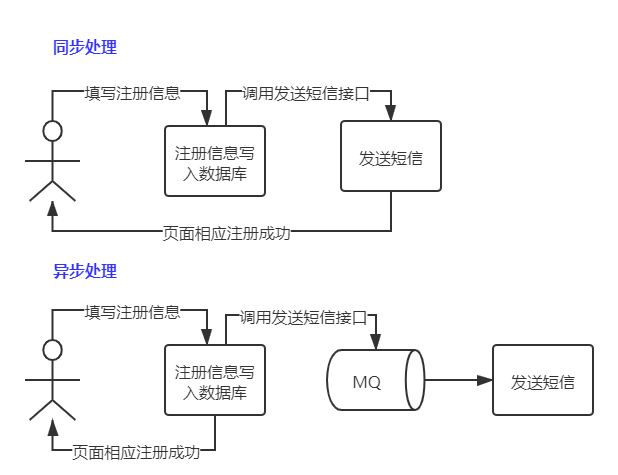 同步处理
填写注册信息
调用发送短信接口
注册信息写
入数据库
发送短信
页面相应注册成功
异步处理
填写注册信息
调用发送短信接口
注册信息写
入数据库
MQ
发送短信
页面相应注册成功